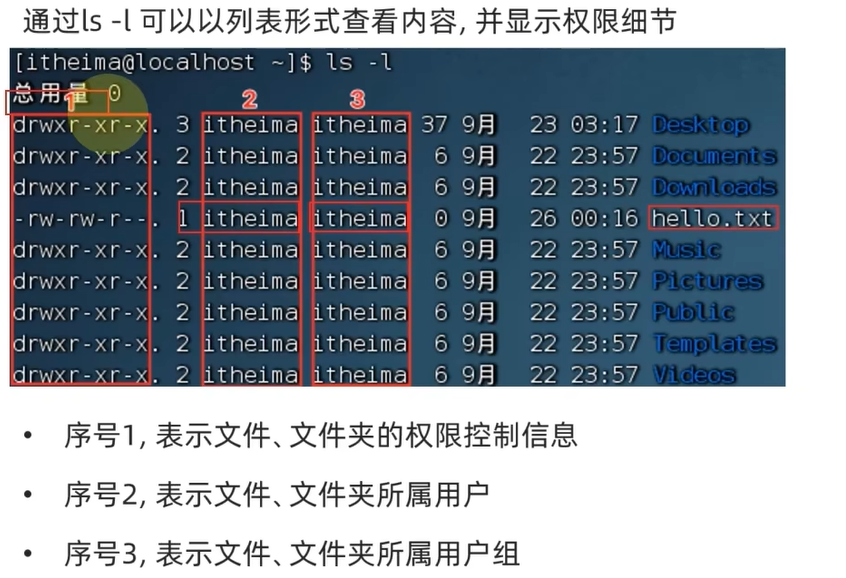 通过ls -l 可以以列表形式查看内容, 并显示权限细节
[itheima@localhost ~]$ ls -l
总用量 0
1 2 3
drwxr-xr-x. 3 itheima itheima 37 9月 23 03:17 Desktop
drwxr-xr-x. 2 itheima itheima 6 9月 22 23:57 Documents
drwxr-xr-x. 2 itheima itheima 6 9月 22 23:57 Downloads
-rw-rw-r--. 1 itheima itheima 0 9月 26 00:16 hello.txt
drwxr-xr-x. 2 itheima itheima 6 9月 22 23:57 Music
drwxr-xr-x. 2 itheima itheima 6 9月 22 23:57 Pictures
drwxr-xr-x. 2 itheima itheima 6 9月 22 23:57 Public
drwxr-xr-x. 2 itheima itheima 6 9月 22 23:57 Templates
drwxr-xr-x. 2 itheima itheima 6 9月 22 23:57 Videos
• 序号1, 表示文件、文件夹的权限控制信息
• 序号2, 表示文件、文件夹所属用户
• 序号3, 表示文件、文件夹所属用户组